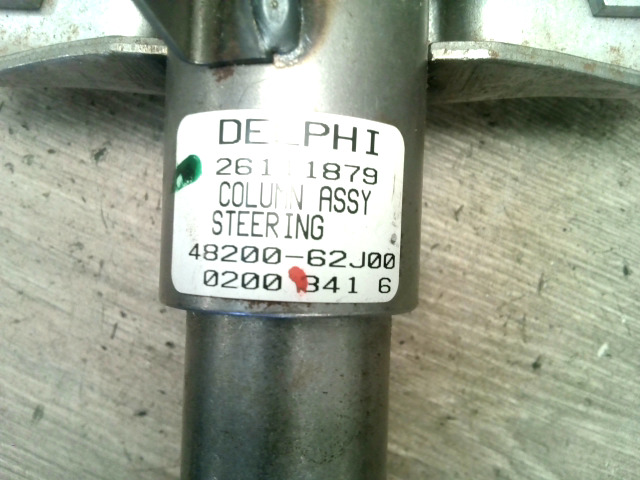 DELPHI
COLUMN ASSY
STEERING
48200-62J00
0200 6